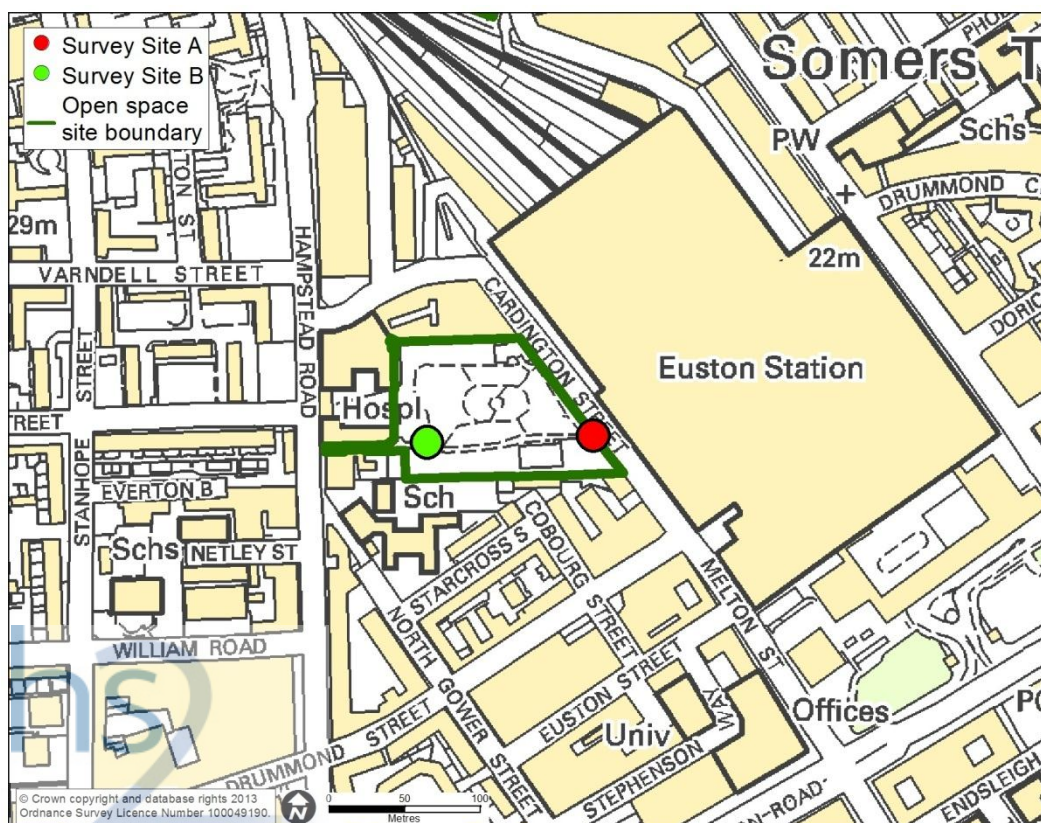 Survey Site A
Survey Site B
Open space
site boundary
Somers T
PW
Schs
DRUMMOND
22m
29m
TON ST
VARNDELL STREET
HAMPSTEAD ROAD
CARDINGTON STREET
Euston Station
Hospl
STREET
STANHOPE
STREET
EVERTON B
Sch
Schs
NETLEY ST
STARCROSS S
COBOURG STREET
MELTON ST
NORTH GOWER STREET
WILLIAM ROAD
EUSTON STREET
WAY
Offices
Univ
DRUMMOND STREET
STEPHENSON
ENDSLEIGH
ROAD
DORIC
hs2
© Crown copyright and database rights 2013
Ordnance Survey Licence Number 100049190.
N
0 50 100
Metres